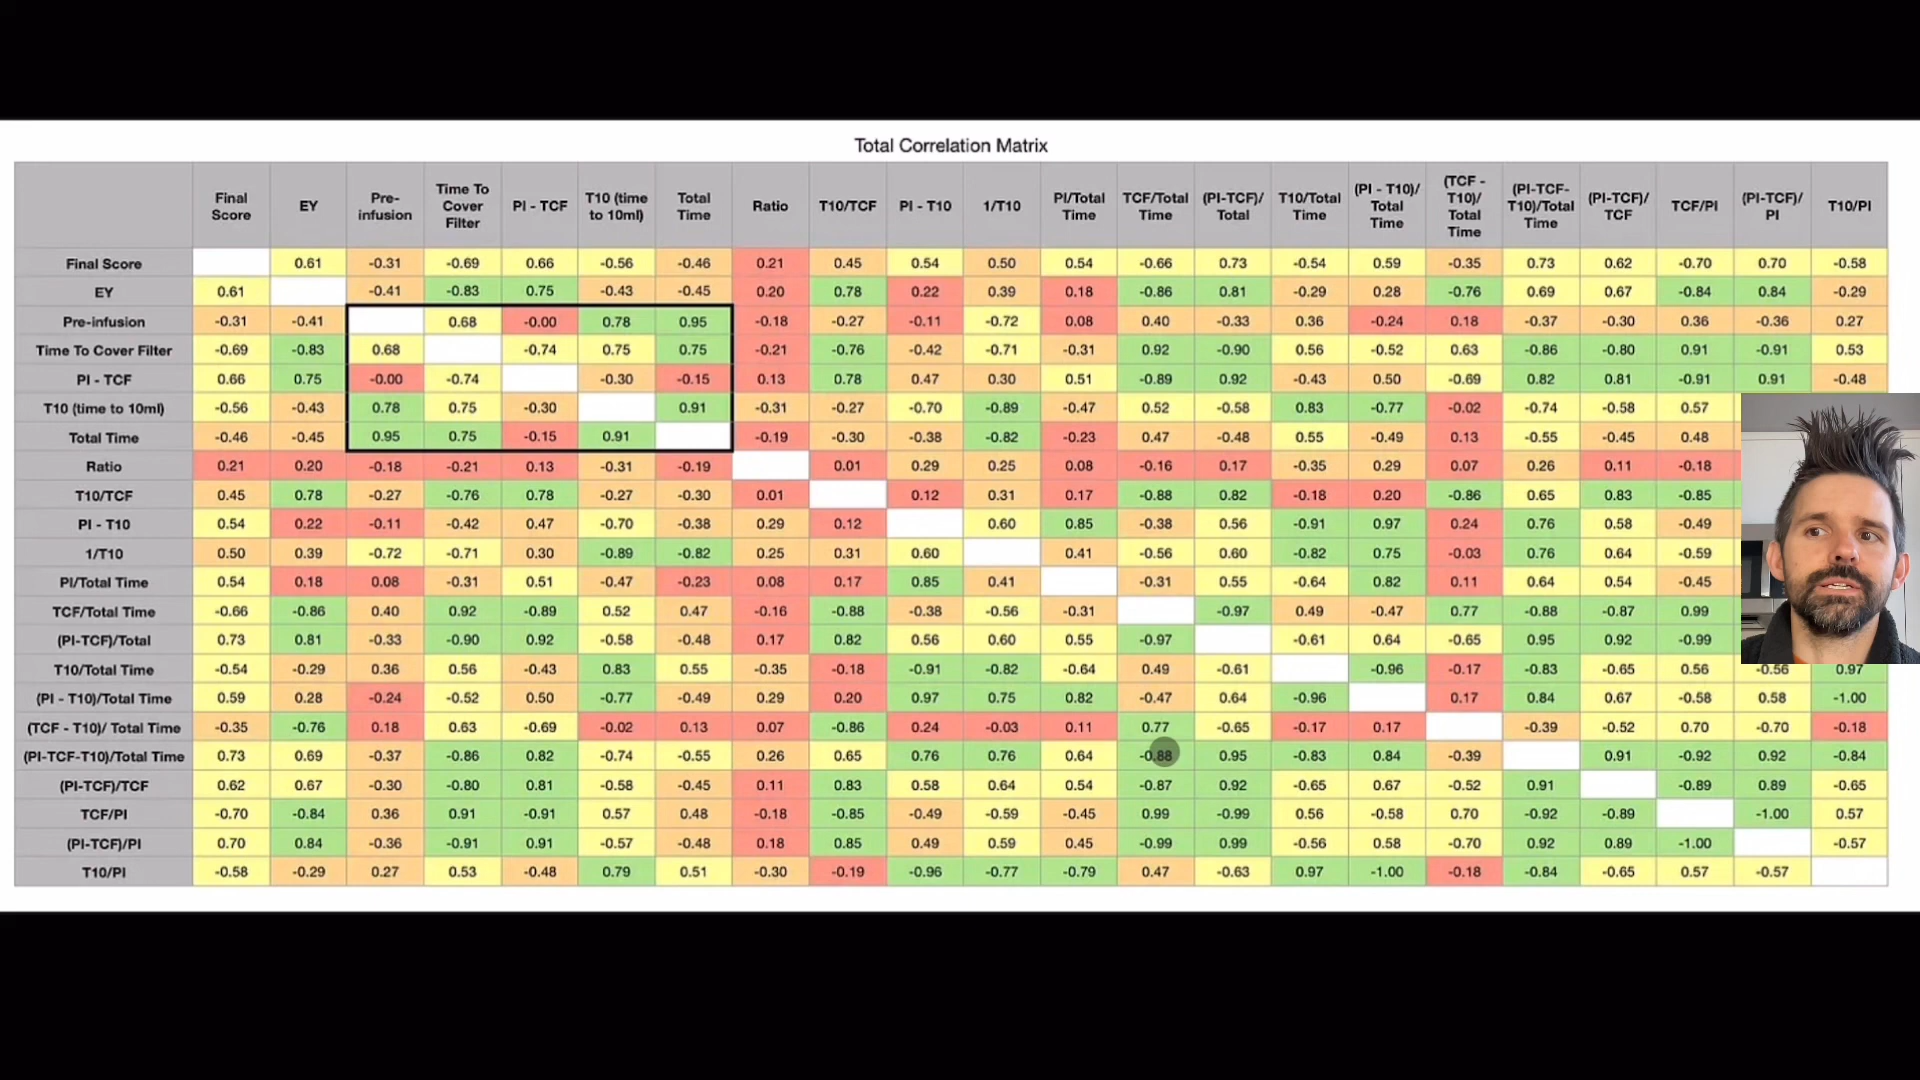 Total Correlation Matrix
Final Score EY Pre-infusion Time To Cover Filter PI - TCF T10 (time to 10ml) Total Time Ratio T10/TCF PI - T10 1/T10 PI/Total Time TCF/Total Time (PI-TCF)/Total T10/Total Time (PI - T10)/Total Time (TCF - T10)/Total Time (PI-TCF-T10)/Total Time (PI-TCF)/TCF TCF/PI (PI-TCF)/PI T10/PI
Final Score 0.61 -0.31 -0.69 0.66 -0.56 -0.46 0.21 0.45 0.54 0.50 0.54 -0.66 0.73 -0.54 0.59 -0.35 0.73 0.62 -0.70 0.70 -0.58
EY 0.61 -0.41 -0.83 0.75 -0.43 -0.45 0.20 0.78 0.22 0.39 0.18 -0.86 0.81 -0.29 0.28 -0.76 0.69 0.67 -0.84 0.84 -0.29
Pre-infusion -0.31 -0.41 0.68 -0.00 0.78 0.95 -0.18 -0.27 -0.11 -0.72 0.08 0.40 -0.33 0.36 -0.24 0.18 -0.37 -0.30 0.36 -0.36 0.27
Time To Cover Filter -0.69 -0.83 0.68 -0.74 0.75 0.75 -0.21 -0.76 -0.42 -0.71 -0.31 0.92 -0.90 0.56 -0.52 0.63 -0.86 -0.80 0.91 -0.91 0.53
PI - TCF 0.66 0.75 -0.00 -0.74 -0.30 -0.15 0.13 0.78 0.47 0.30 0.51 -0.89 0.92 -0.43 0.50 -0.69 0.82 0.81 -0.91 0.91 -0.48
T10 (time to 10ml) -0.56 -0.43 0.78 0.75 -0.30 0.91 -0.31 -0.27 -0.70 -0.89 -0.47 0.52 -0.58 0.83 -0.77 -0.02 -0.74 -0.58 0.57
Total Time -0.46 -0.45 0.95 0.75 -0.15 0.91 -0.19 -0.30 -0.38 -0.82 -0.23 0.47 -0.48 0.55 -0.49 0.13 -0.55 -0.45 0.48
Ratio 0.21 0.20 -0.18 -0.21 0.13 -0.31 -0.19 0.01 0.29 0.25 0.08 -0.16 0.17 -0.35 0.29 0.07 0.26 0.11 -0.18
T10/TCF 0.45 0.78 -0.27 -0.76 0.78 -0.27 -0.30 0.01 0.12 0.31 0.17 -0.88 0.82 -0.18 0.20 -0.86 0.65 0.83 -0.85
PI - T10 0.54 0.22 -0.11 -0.42 0.47 -0.70 -0.38 0.29 0.12 0.60 0.85 -0.38 0.56 -0.91 0.97 0.24 0.76 0.58 -0.49
1/T10 0.50 0.39 -0.72 -0.71 0.30 -0.89 -0.82 0.25 0.31 0.60 0.41 -0.56 0.60 -0.82 0.75 -0.03 0.76 0.64 -0.59
PI/Total Time 0.54 0.18 0.08 -0.31 0.51 -0.47 -0.23 0.08 0.17 0.85 0.41 -0.31 0.55 -0.64 0.82 0.11 0.64 0.54 -0.45
TCF/Total Time -0.66 -0.86 0.40 0.92 -0.89 0.52 0.47 -0.16 -0.88 -0.38 -0.56 -0.31 -0.97 0.49 -0.47 0.77 -0.88 -0.87 0.99
(PI-TCF)/Total 0.73 0.81 -0.33 -0.90 0.92 -0.58 -0.48 0.17 0.82 0.56 0.60 0.55 -0.97 -0.61 0.64 -0.65 0.95 0.92 -0.99
T10/Total Time -0.54 -0.29 0.36 0.56 -0.43 0.83 0.55 -0.35 -0.18 -0.91 -0.82 -0.64 0.49 -0.61 -0.96 -0.17 -0.83 -0.65 0.56 -0.56 0.97
(PI - T10)/Total Time 0.59 0.28 -0.24 -0.52 0.50 -0.77 -0.49 0.29 0.20 0.97 0.75 0.82 -0.47 0.64 -0.96 0.17 0.84 0.67 -0.58 0.58 -1.00
(TCF - T10)/ Total Time -0.35 -0.76 0.18 0.63 -0.69 -0.02 0.13 0.07 -0.86 0.24 -0.03 0.11 0.77 -0.65 -0.17 0.17 -0.39 -0.52 0.70 -0.70 -0.18
(PI-TCF-T10)/Total Time 0.73 0.69 -0.37 -0.86 0.82 -0.74 -0.55 0.26 0.65 0.76 0.76 0.64 -0.88 0.95 -0.83 0.84 -0.39 0.91 -0.92 0.92 -0.84
(PI-TCF)/TCF 0.62 0.67 -0.30 -0.80 0.81 -0.58 -0.45 0.11 0.83 0.58 0.64 0.54 -0.87 0.92 -0.65 0.67 -0.52 0.91 -0.89 0.89 -0.65
TCF/PI -0.70 -0.84 0.36 0.91 -0.91 0.57 0.48 -0.18 -0.85 -0.49 -0.59 -0.45 0.99 -0.99 0.56 -0.58 0.70 -0.92 -0.89 -1.00 0.57
(PI-TCF)/PI 0.70 0.84 -0.36 -0.91 0.91 -0.57 -0.48 0.18 0.85 0.49 0.59 0.45 -0.99 0.99 -0.56 0.58 -0.70 0.92 0.89 -1.00 -0.57
T10/PI -0.58 -0.29 0.27 0.53 -0.48 0.79 0.51 -0.30 -0.19 -0.96 -0.77 -0.79 0.47 -0.63 0.97 -1.00 -0.18 -0.84 -0.65 0.57 -0.57